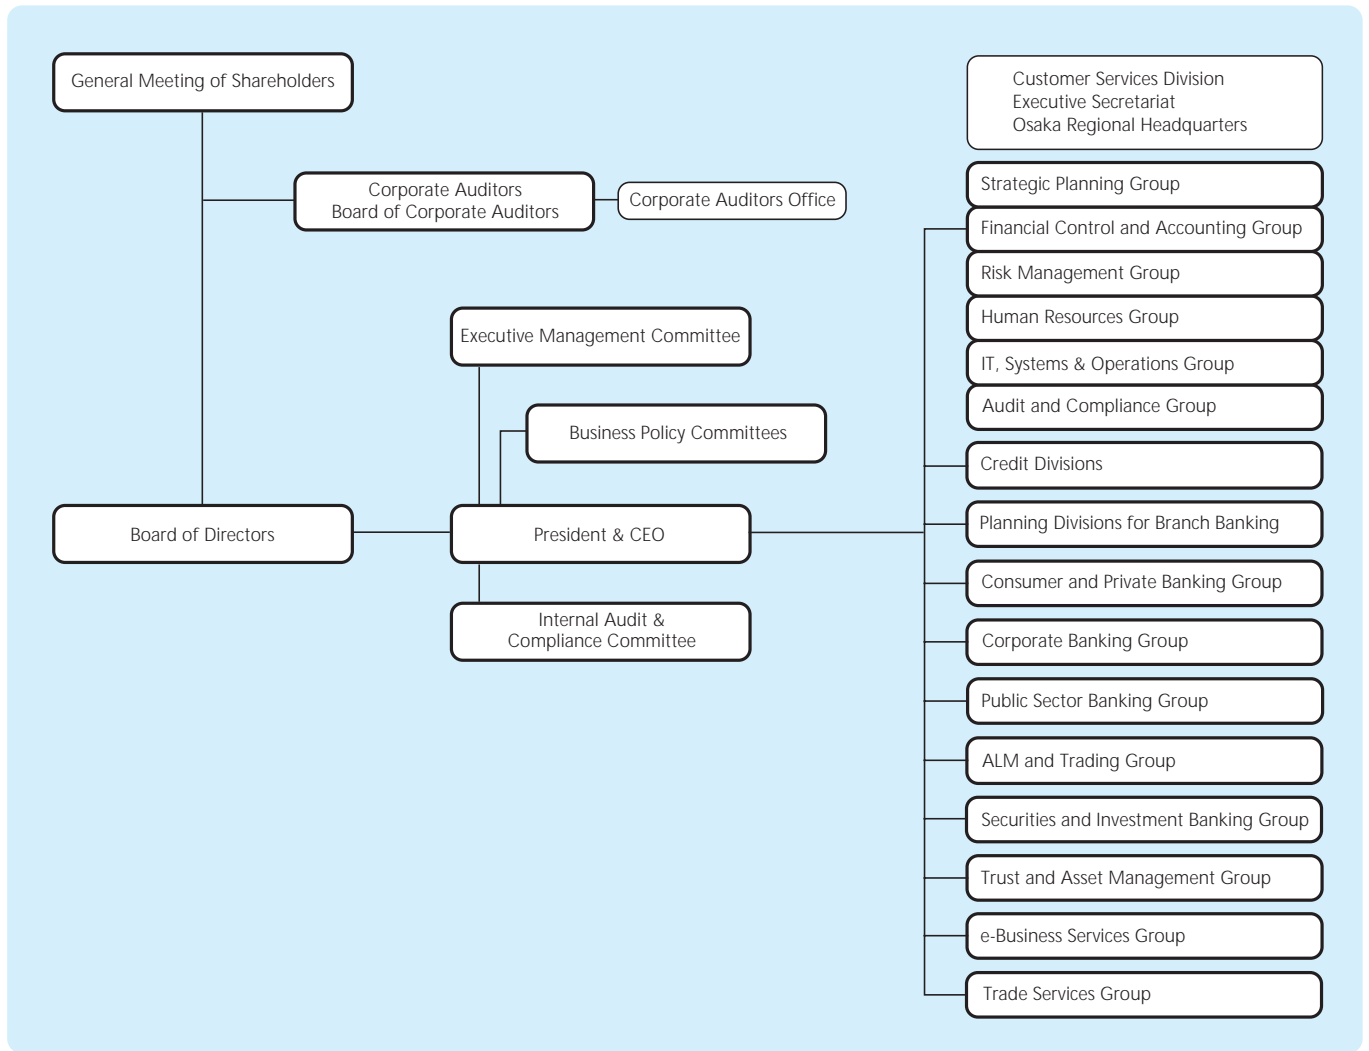 General Meeting of Shareholders
Corporate Auditors
Board of Corporate Auditors
Corporate Auditors Office
Executive Management Committee
Business Policy Committees
Board of Directors
President & CEO
Internal Audit &
Compliance Committee
Customer Services Division
Executive Secretariat
Osaka Regional Headquarters
Strategic Planning Group
Financial Control and Accounting Group
Risk Management Group
Human Resources Group
IT, Systems & Operations Group
Audit and Compliance Group
Credit Divisions
Planning Divisions for Branch Banking
Consumer and Private Banking Group
Corporate Banking Group
Public Sector Banking Group
ALM and Trading Group
Securities and Investment Banking Group
Trust and Asset Management Group
e-Business Services Group
Trade Services Group